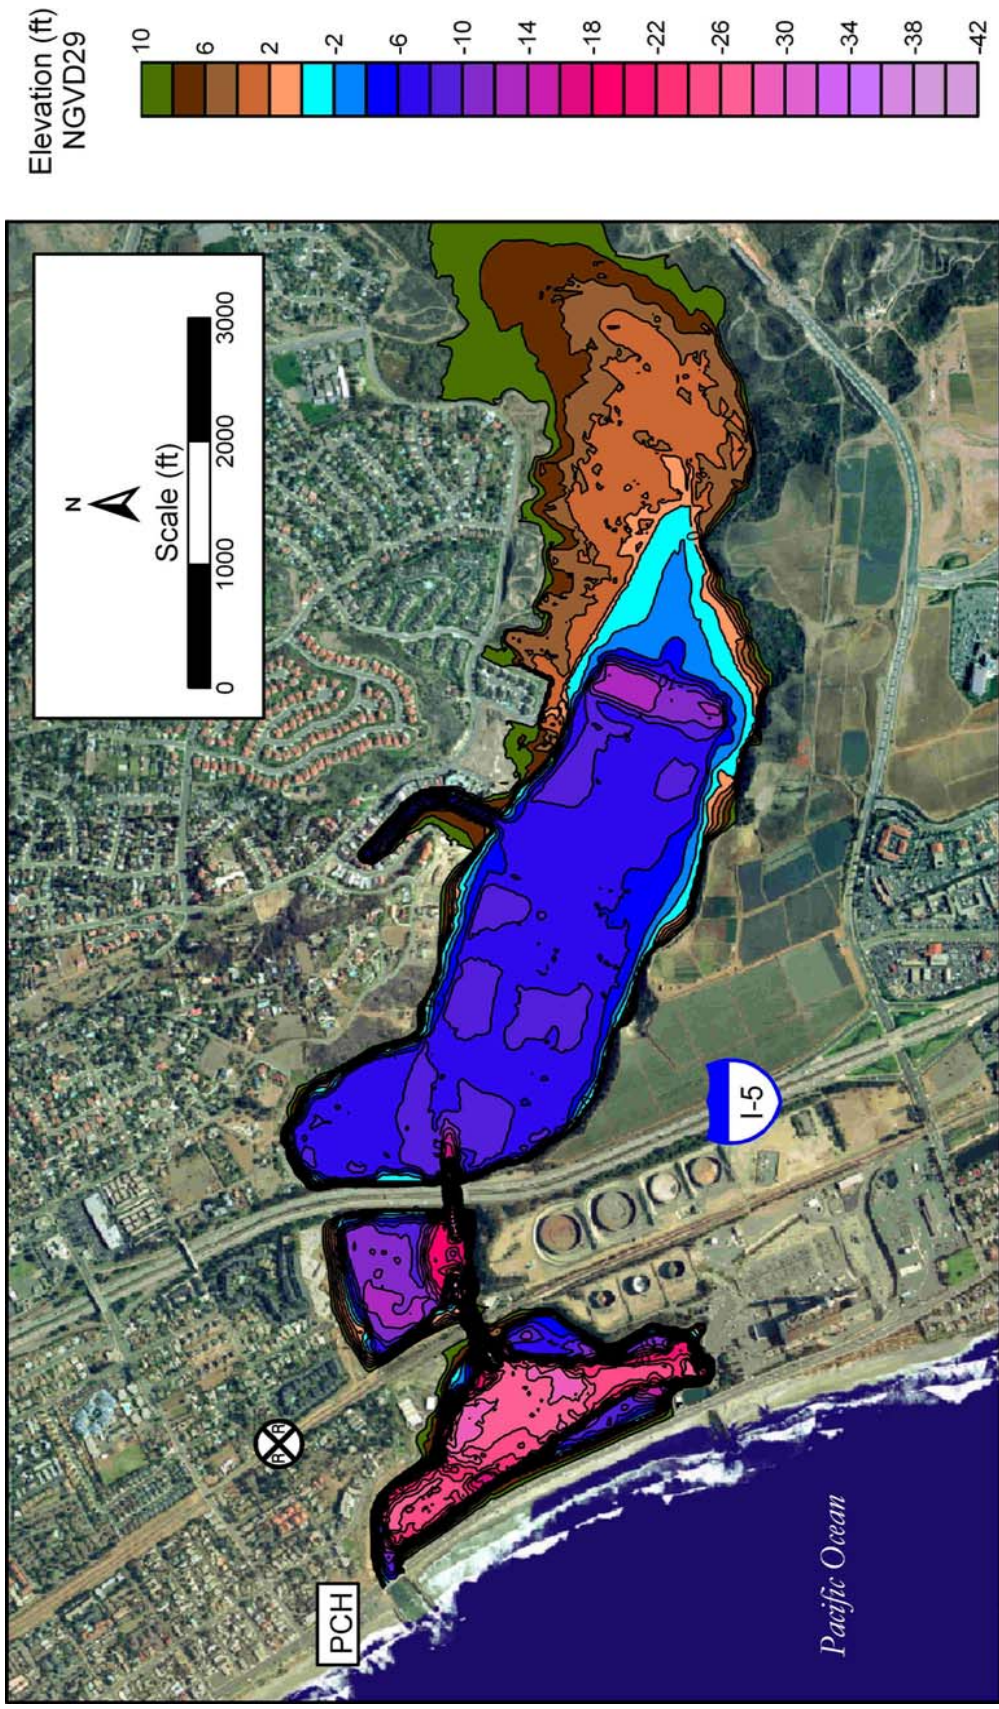 Elevation (ft)
NGVD29
10
6
2
-2
-6
-10
-14
-18
-22
-26
-30
-34
-38
-42
N
Scale (ft)
0
1000
2000
3000
I-5
R R
PCH
Pacific Ocean